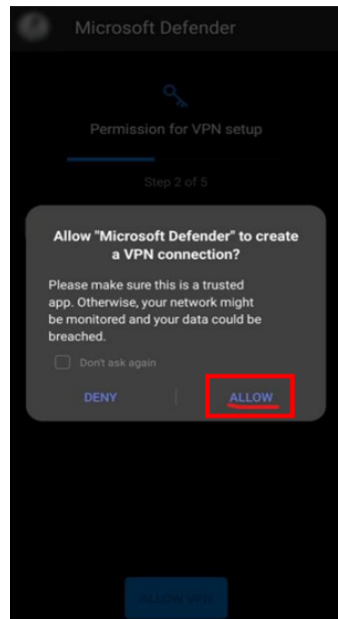 Microsoft Defender
Permission for VPN setup
Step 2 of 5
Allow "Microsoft Defender" to create
a VPN connection?
Please make sure this is a trusted
app. Otherwise, your network might
be monitored and your data could be
breached.
Don't ask again
DENY
ALLOW
ALLOW VPN